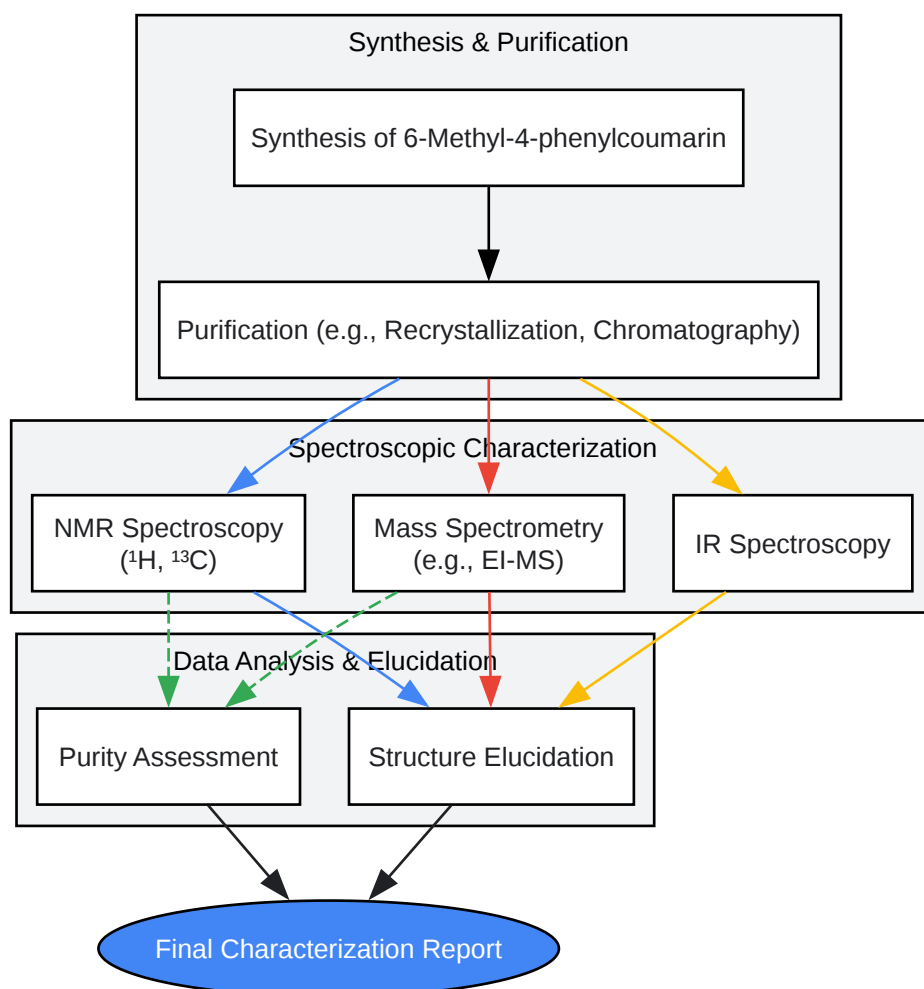 Synthesis & Purification
Synthesis of 6-Methyl-4-phenylcoumarin
Purification (e.g., Recrystallization, Chromatography)
Spectroscopic Characterization
NMR Spectroscopy
(¹H, ¹³C)
Mass Spectrometry
(e.g., EI-MS)
IR Spectroscopy
Data Analysis & Elucidation
Purity Assessment
Structure Elucidation
Final Characterization Report